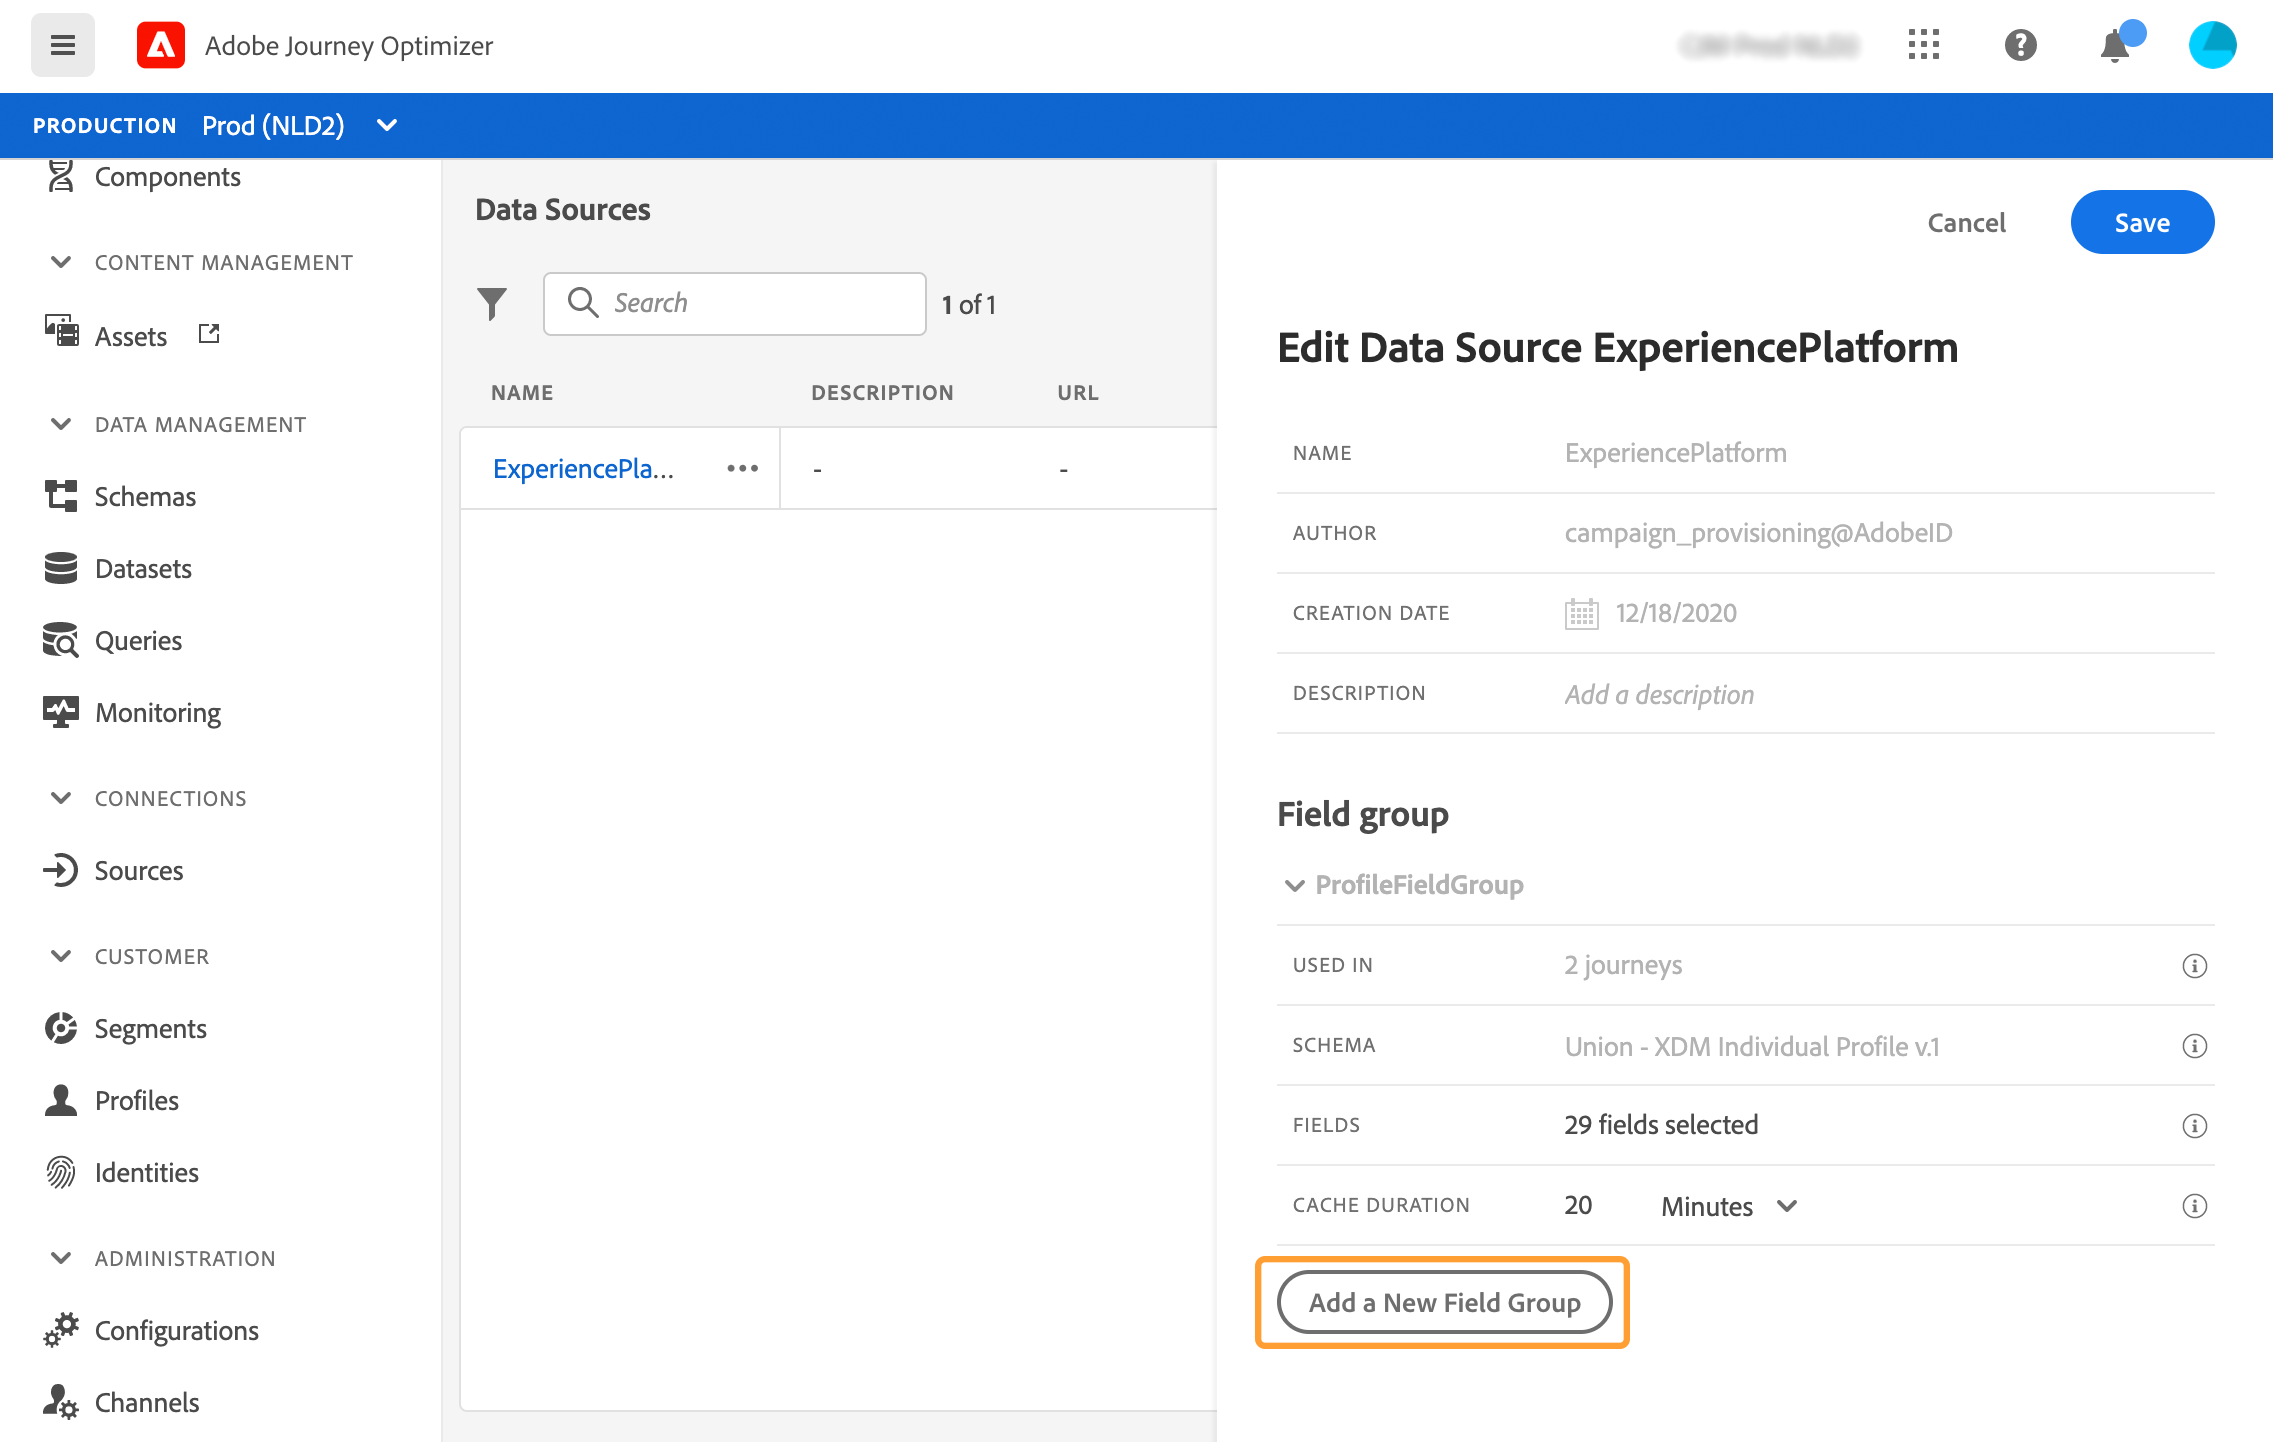 Adobe Journey Optimizer
PRODUCTION Prod (NLD2)
Components
CONTENT MANAGEMENT
Assets
DATA MANAGEMENT
Schemas
Datasets
Queries
Monitoring
CONNECTIONS
Sources
CUSTOMER
Segments
Profiles
Identities
ADMINISTRATION
Configurations
Channels
Data Sources
Search
1 of 1
NAME DESCRIPTION URL
ExperiencePla... - -
Cancel Save
Edit Data Source ExperiencePlatform
NAME ExperiencePlatform
AUTHOR campaign_provisioning@AdobeID
CREATION DATE 12/18/2020
DESCRIPTION Add a description
Field group
ProfileFieldGroup
USED IN 2 journeys
SCHEMA Union - XDM Individual Profile v.1
FIELDS 29 fields selected
CACHE DURATION 20 Minutes
Add a New Field Group